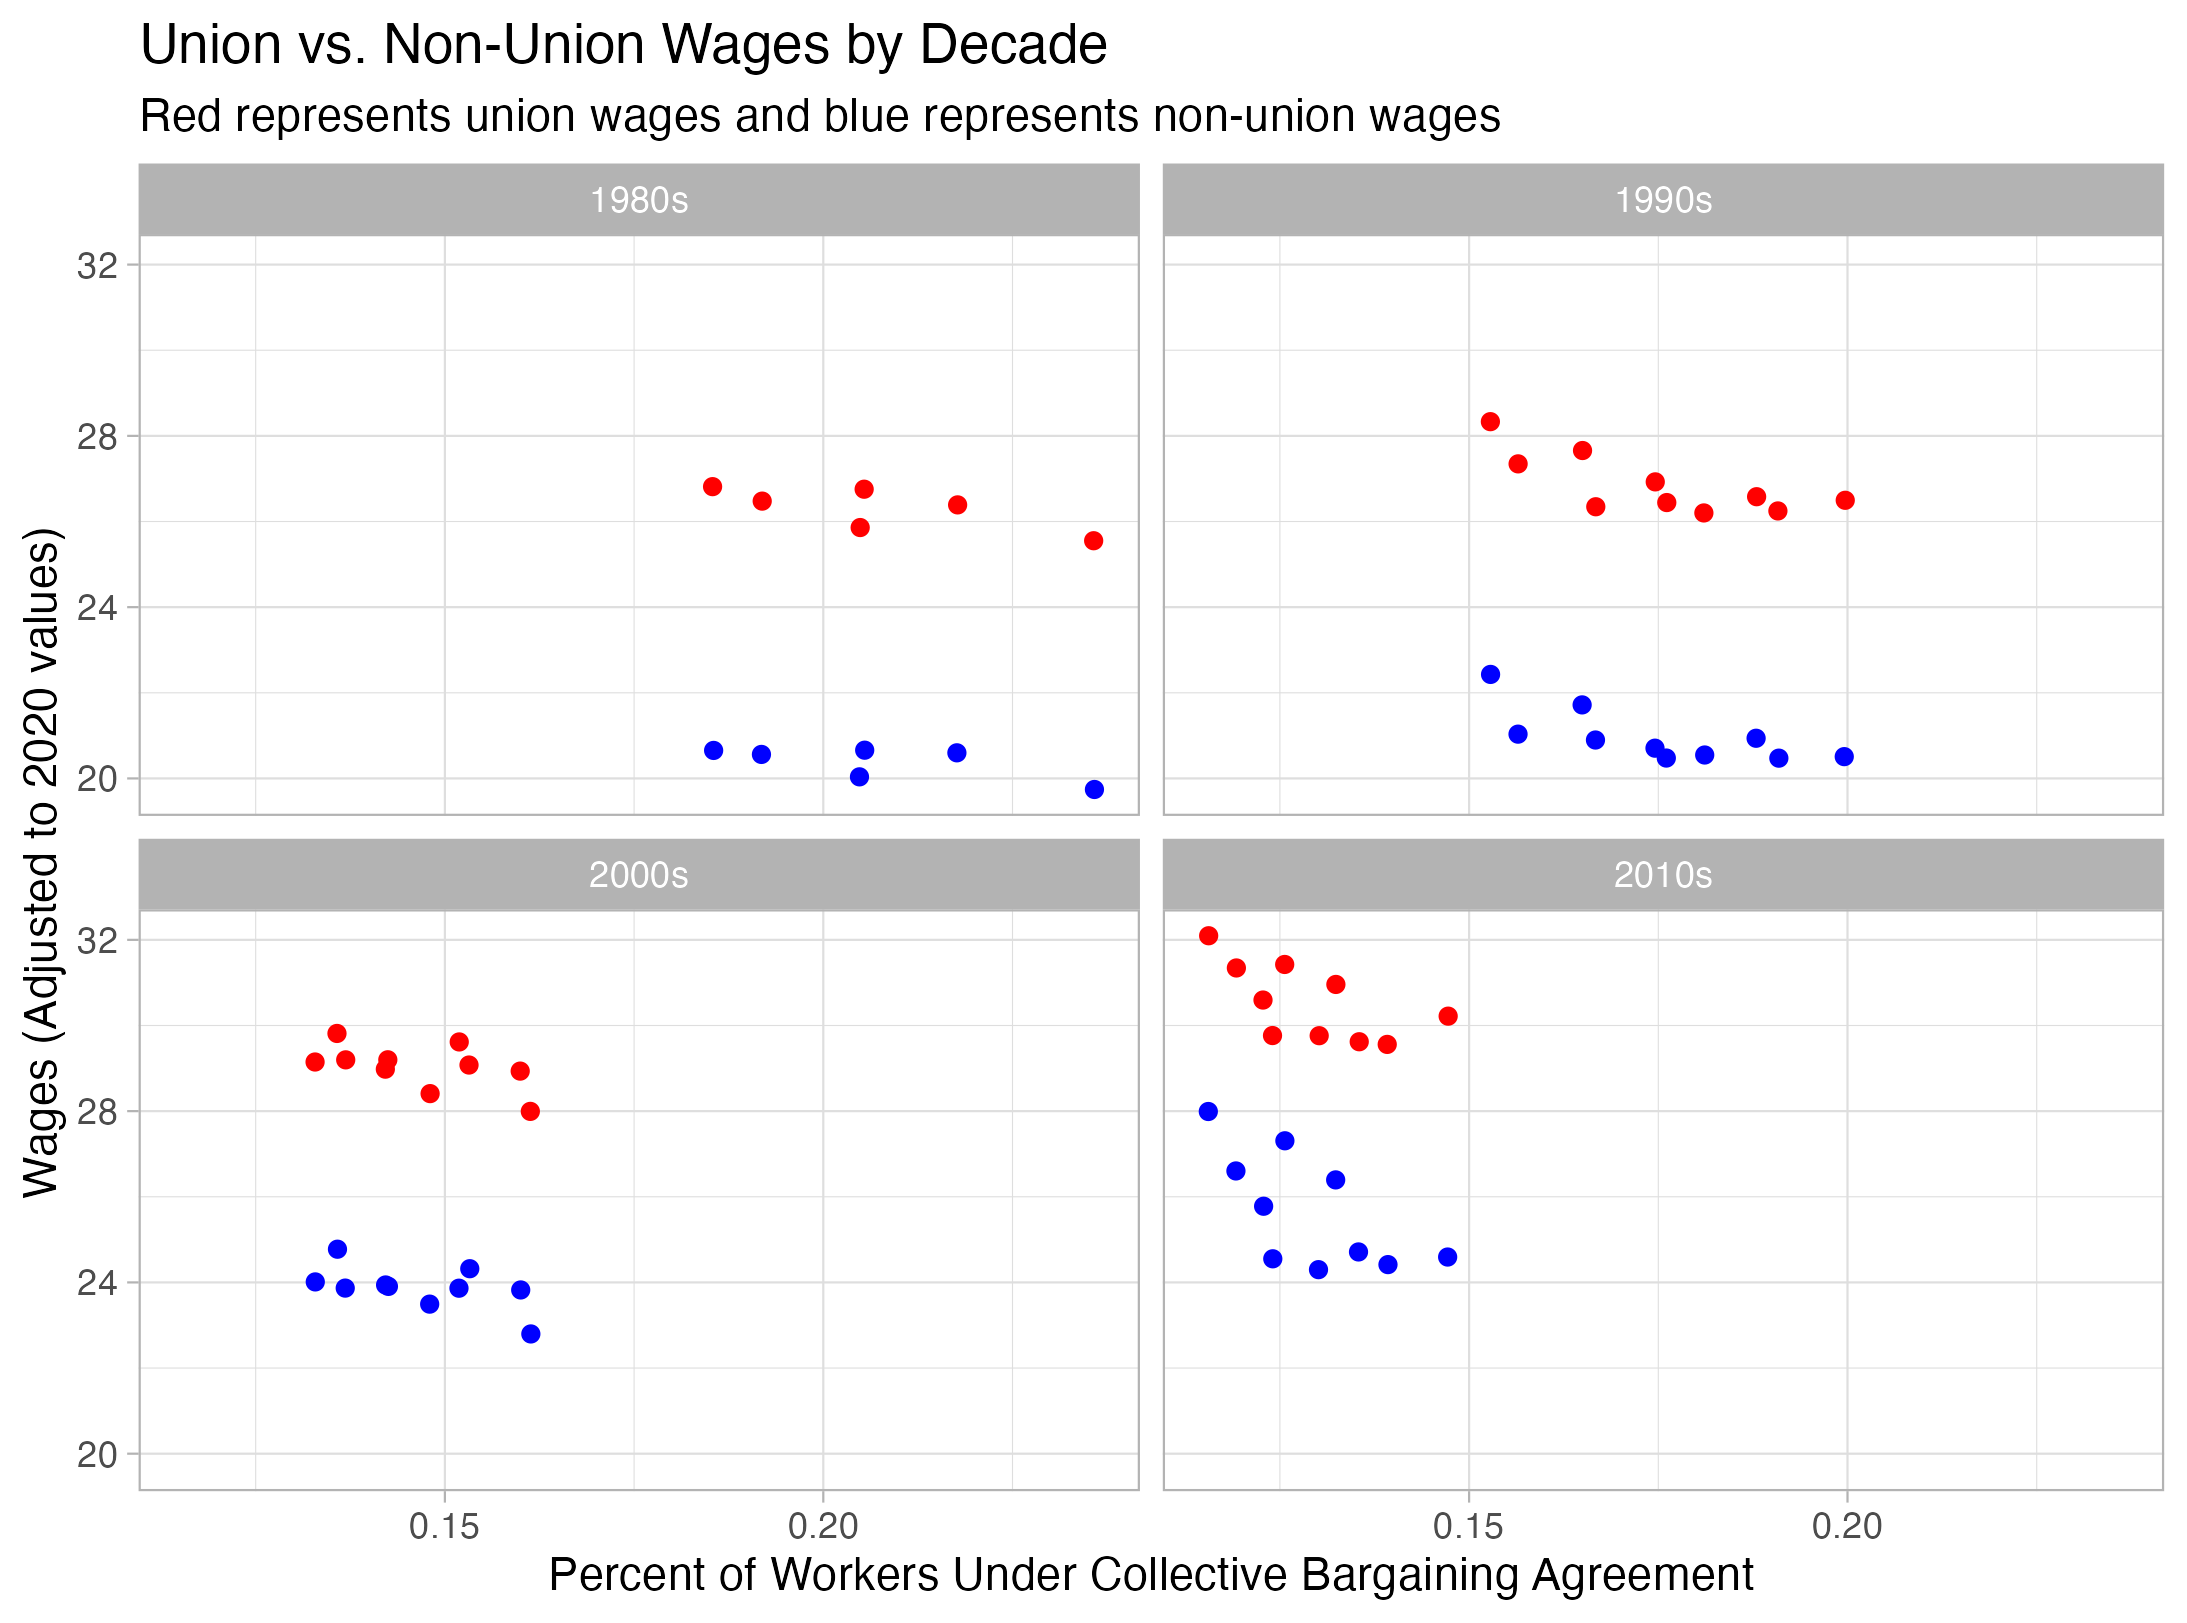 Union vs. Non-Union Wages by Decade
Red represents union wages and blue represents non-union wages
1980s
1990s
32
28
24
20
2000s
2010s
32
28
24
20
0.15
0.20
0.15
0.20
Percent of Workers Under Collective Bargaining Agreement
Wages (Adjusted to 2020 values)